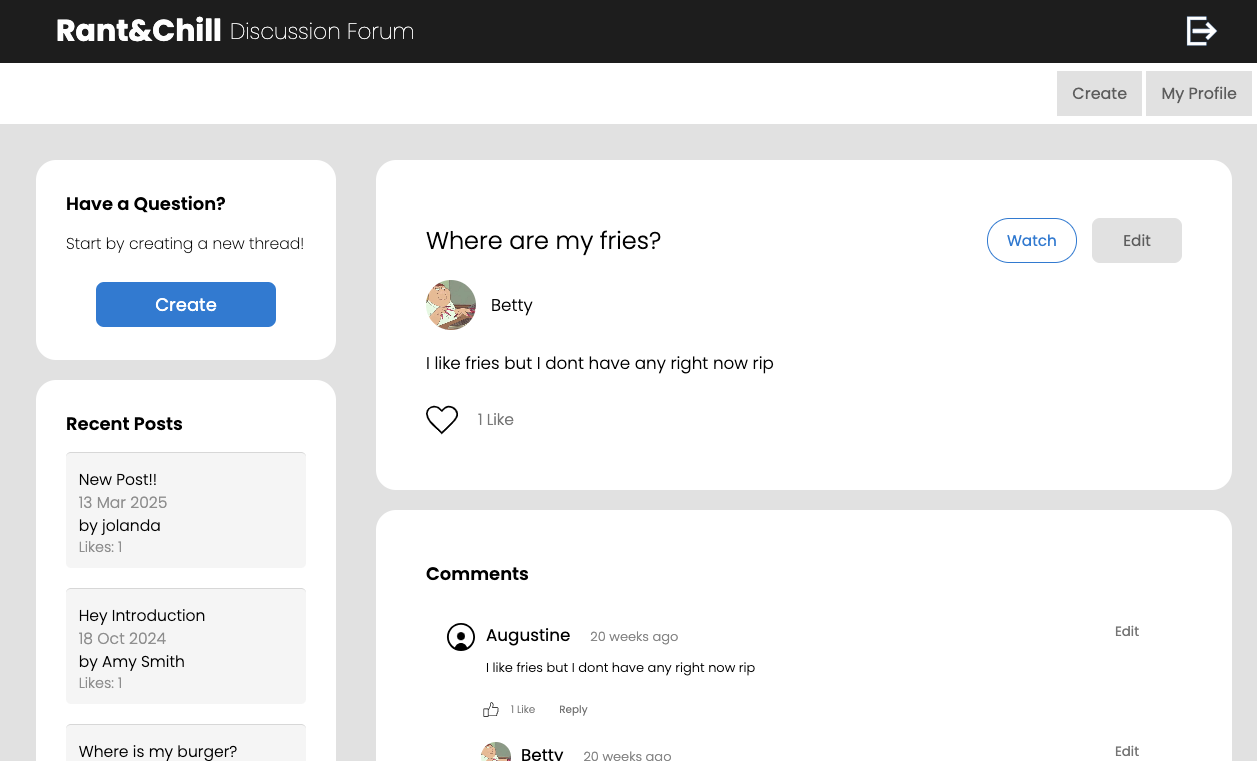 Rant&Chill Discussion Forum
Create
My Profile
Have a Question?
Start by creating a new thread!
Create
Recent Posts
New Post!!
13 Mar 2025
by jolanda
Likes: 1
Hey Introduction
18 Oct 2024
by Amy Smith
Likes: 1
Where is my burger?
Where are my fries?
Watch
Edit
Betty
I like fries but I dont have any right now rip
1 Like
Comments
Augustine 20 weeks ago
Edit
I like fries but I dont have any right now rip
1 Like Reply
Betty 20 weeks ago
Edit